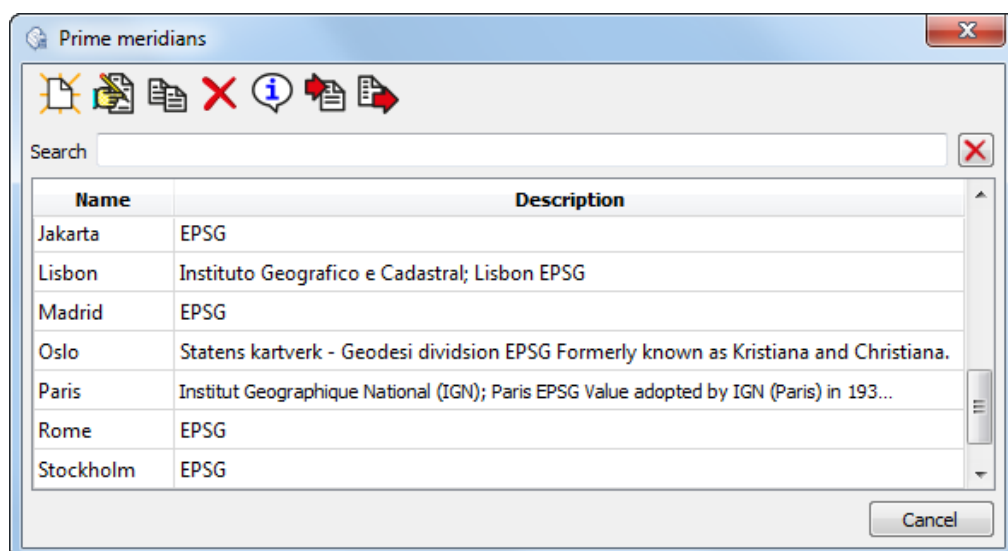 Prime meridians
Search
Name Description
Jakarta EPSG
Lisbon Instituto Geografico e Cadastral; Lisbon EPSG
Madrid EPSG
Oslo Statens kartverk - Geodesi dividsion EPSG Formerly known as Kristiana and Christiana.
Paris Institut Geographique National (IGN); Paris EPSG Value adopted by IGN (Paris) in 193...
Rome EPSG
Stockholm EPSG
Cancel